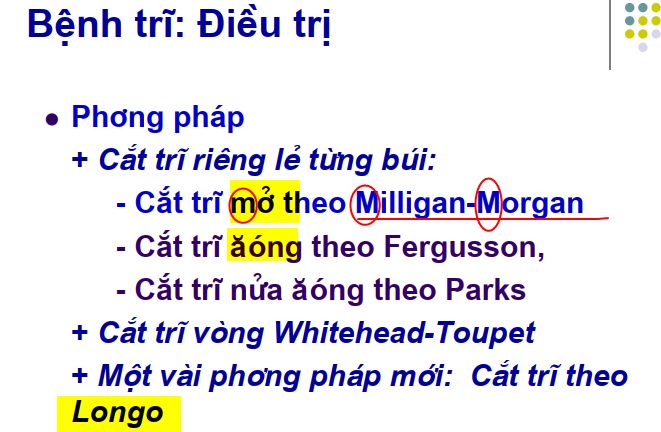 Bệnh trĩ: Điều trị
Phơng pháp
+ Cắt trĩ riêng lẻ từng búi:
- Cắt trĩ mở theo Milligan-Morgan
- Cắt trĩ ăóng theo Fergusson,
- Cắt trĩ nửa ăóng theo Parks
+ Cắt trĩ vòng Whitehead-Toupet
+ Một vài phơng pháp mới: Cắt trĩ theo
Longo